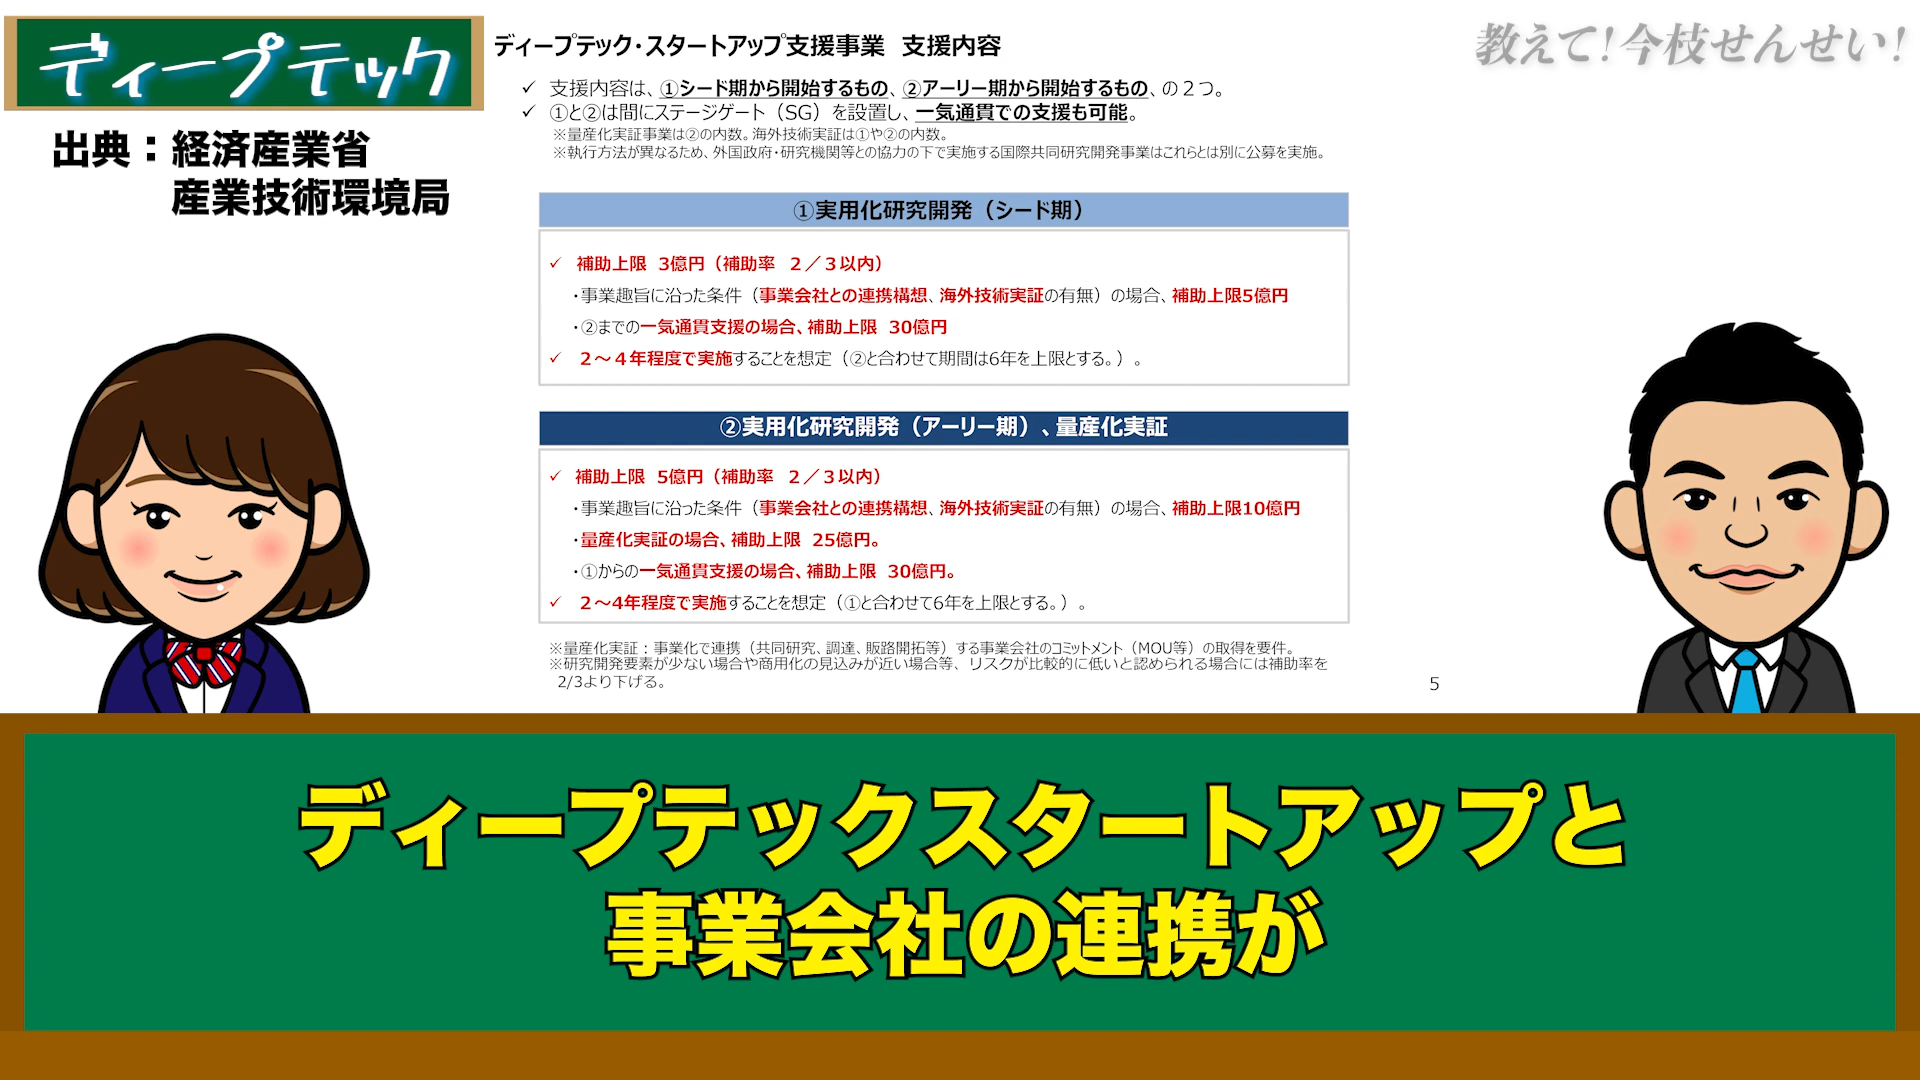 ディープテック
出典：経済産業省
産業技術環境局
教えて！今枝せんせい！
ディープテック・スタートアップ支援事業 支援内容
✓ 支援内容は、①シード期から開始するもの、②アーリー期から開始するもの、の２つ。
✓ ①と②は間にステージゲート（SG）を設置し、一気通貫での支援も可能。
※量産化実証事業は②の内数。海外技術実証は①や②の内数。
※執行方法が異なるため、外国政府・研究機関等との協力の下で実施する国際共同研究開発事業はこれらとは別に公募を実施。
①実用化研究開発（シード期）
✓ 補助上限 3億円（補助率 ２／３以内）
・事業趣旨に沿った条件（事業会社との連携構想、海外技術実証の有無）の場合、補助上限5億円
・②までの一気通貫支援の場合、補助上限 30億円
✓ ２～４年程度で実施することを想定（②と合わせて期間は6年を上限とする。）。
②実用化研究開発（アーリー期）、量産化実証
✓ 補助上限 5億円（補助率 ２／３以内）
・事業趣旨に沿った条件（事業会社との連携構想、海外技術実証の有無）の場合、補助上限10億円
・量産化実証の場合、補助上限 25億円。
・①からの一気通貫支援の場合、補助上限 30億円。
✓ ２～4年程度で実施することを想定（①と合わせて6年を上限とする。）。
※量産化実証：事業化で連携（共同研究、調達、販路開拓等）する事業会社のコミットメント（MOU等）の取得を要件。
※研究開発要素が少ない場合や商用化の見込みが近い場合等、リスクが比較的に低いと認められる場合には補助率を
2/3より下げる。
5
ディープテックスタートアップと
事業会社の連携が